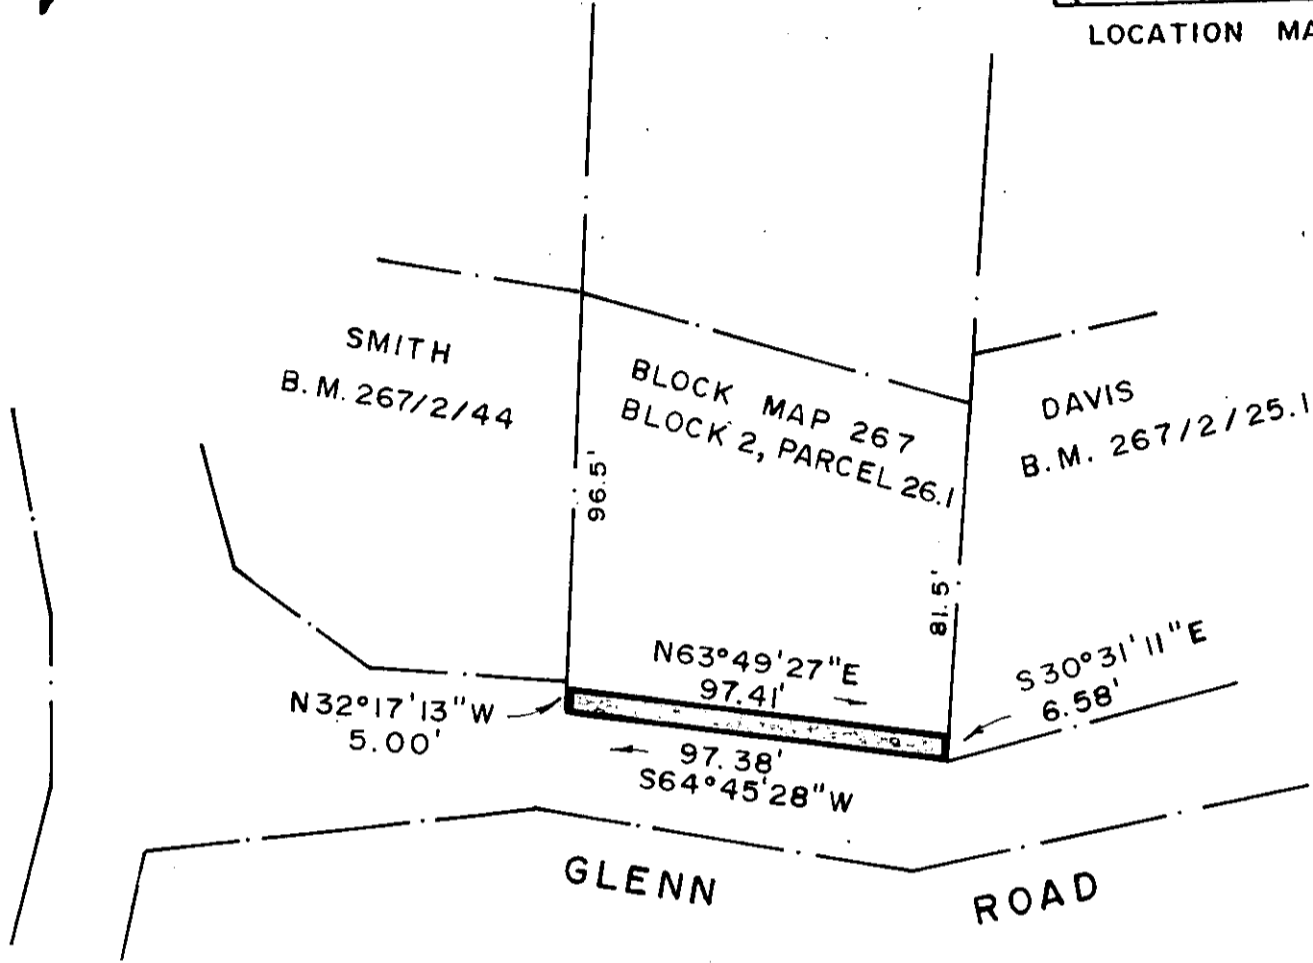 LOCATION MA
SMITH
B. M. 267/2/44
BLOCK MAP 267
BLOCK 2, PARCEL 26.1
DAVIS
B.M. 267/2/25.1
96.5'
81.5'
N63°49'27"E
97.41'
S30°31'11"E
6.58'
N32°17'13"W
5.00'
97.38'
S64°45'28"W
GLENN ROAD